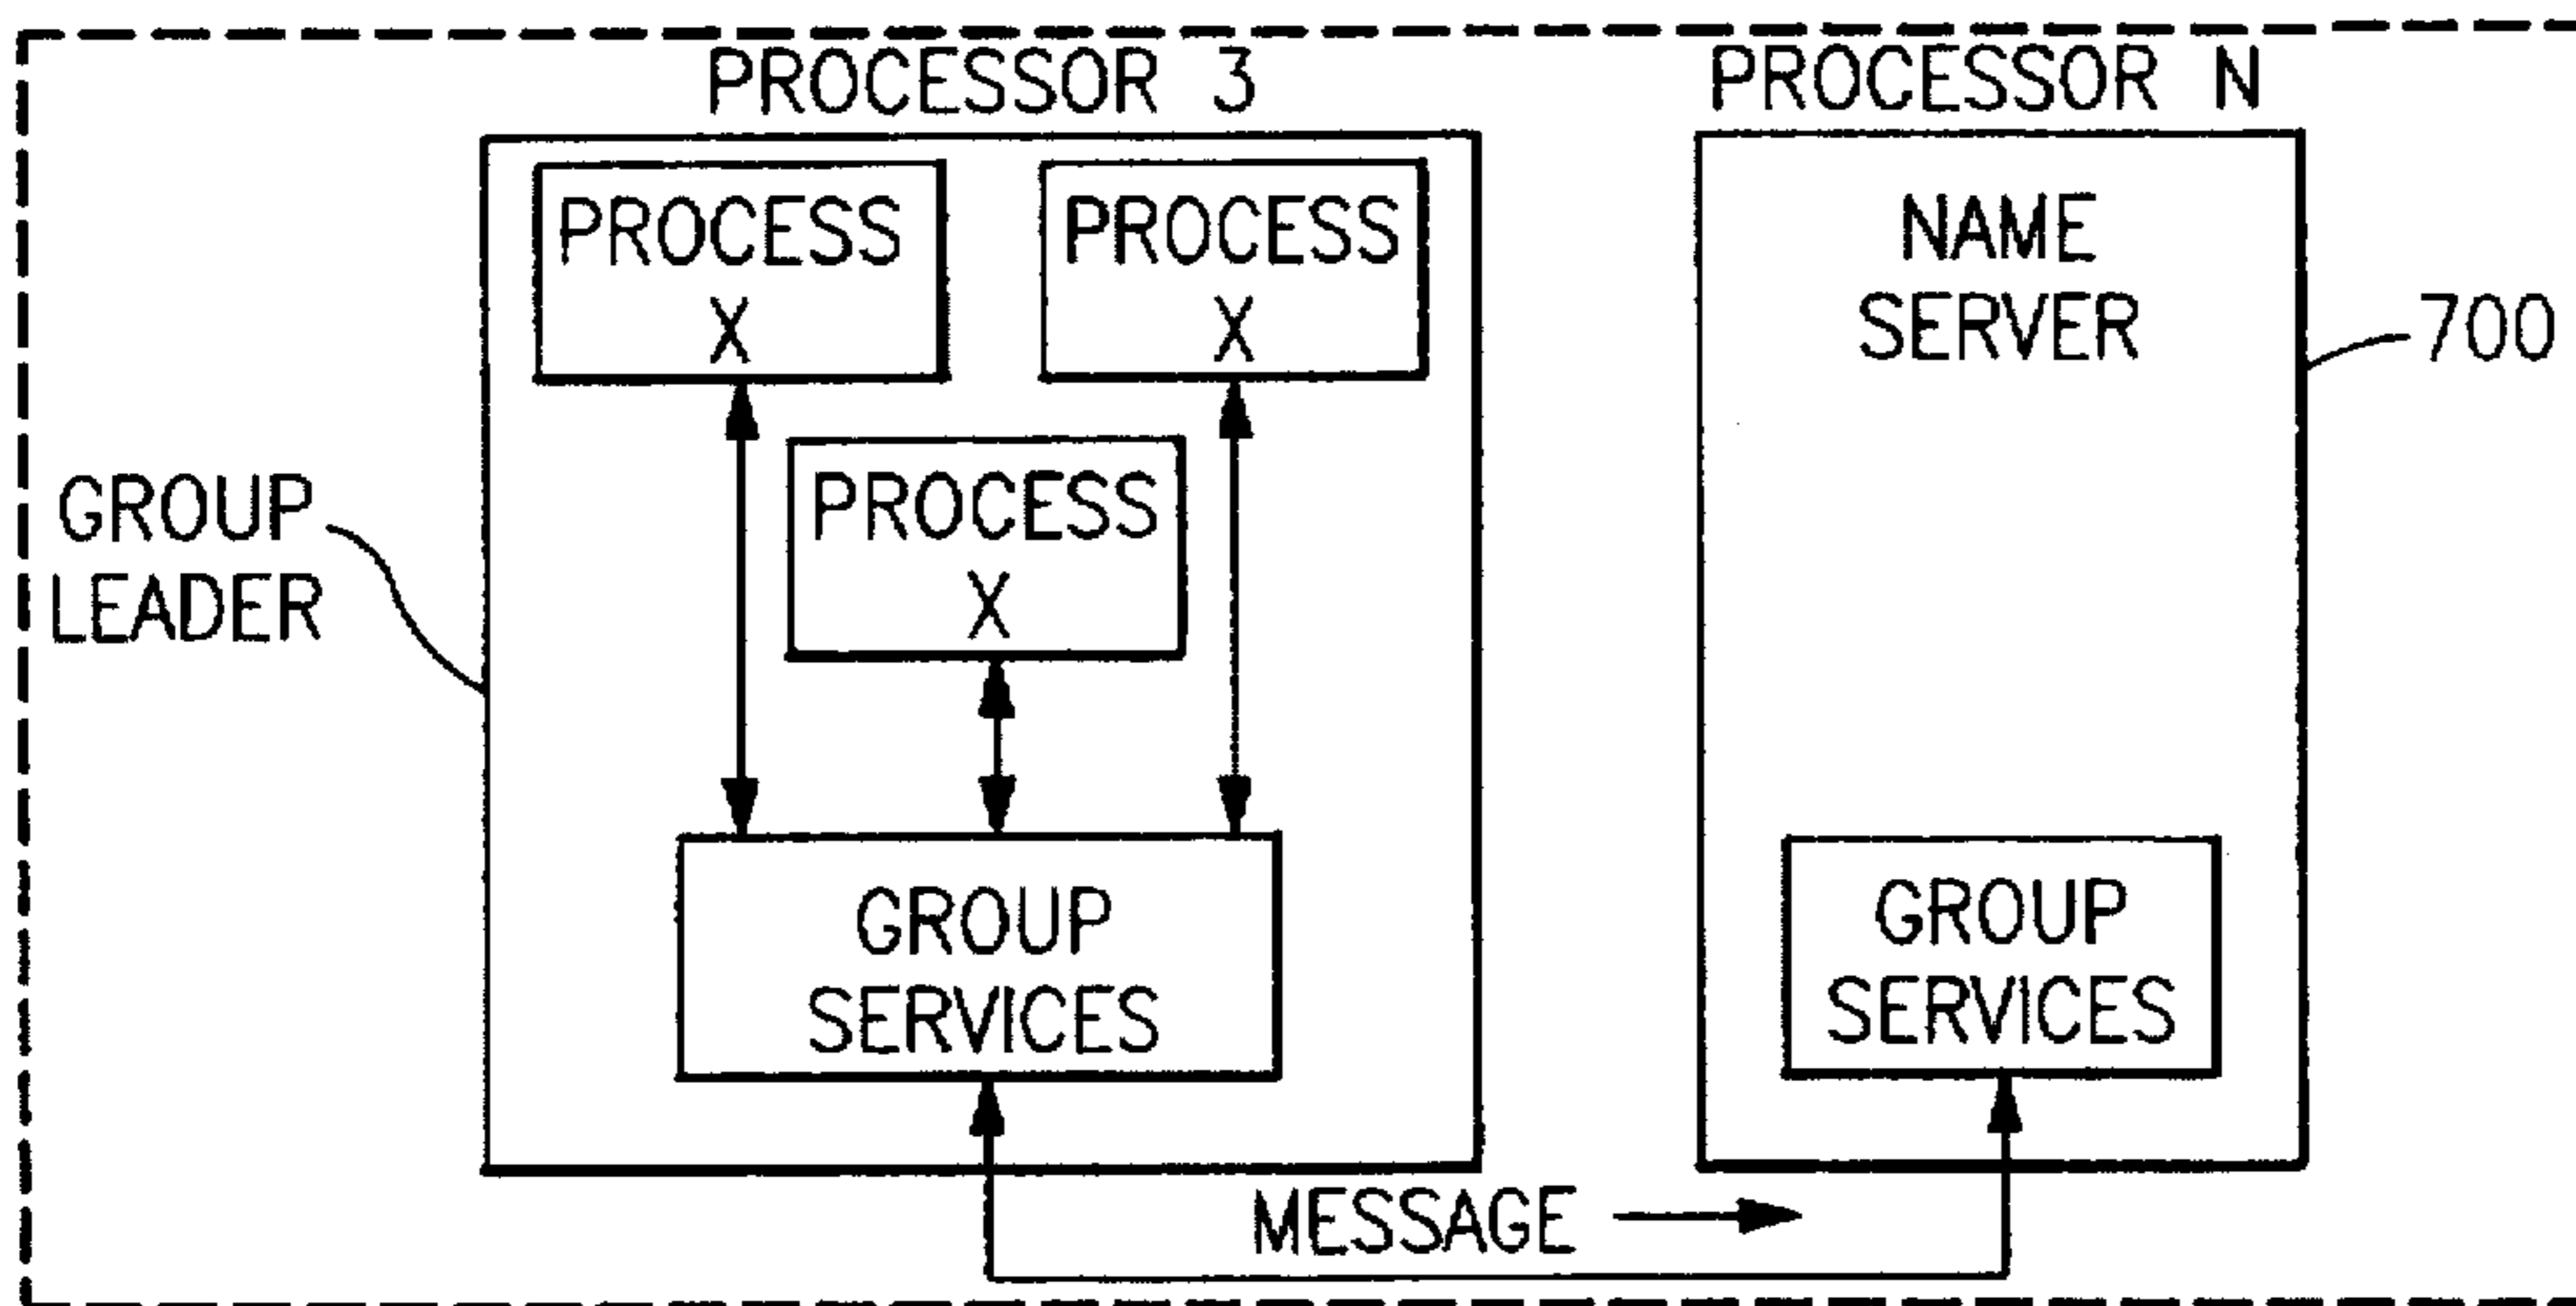 PROCESSOR 3
PROCESSOR N
PROCESS
X
PROCESS
X
NAME
SERVER
700
GROUP
LEADER
PROCESS
X
GROUP
SERVICES
GROUP
SERVICES
MESSAGE